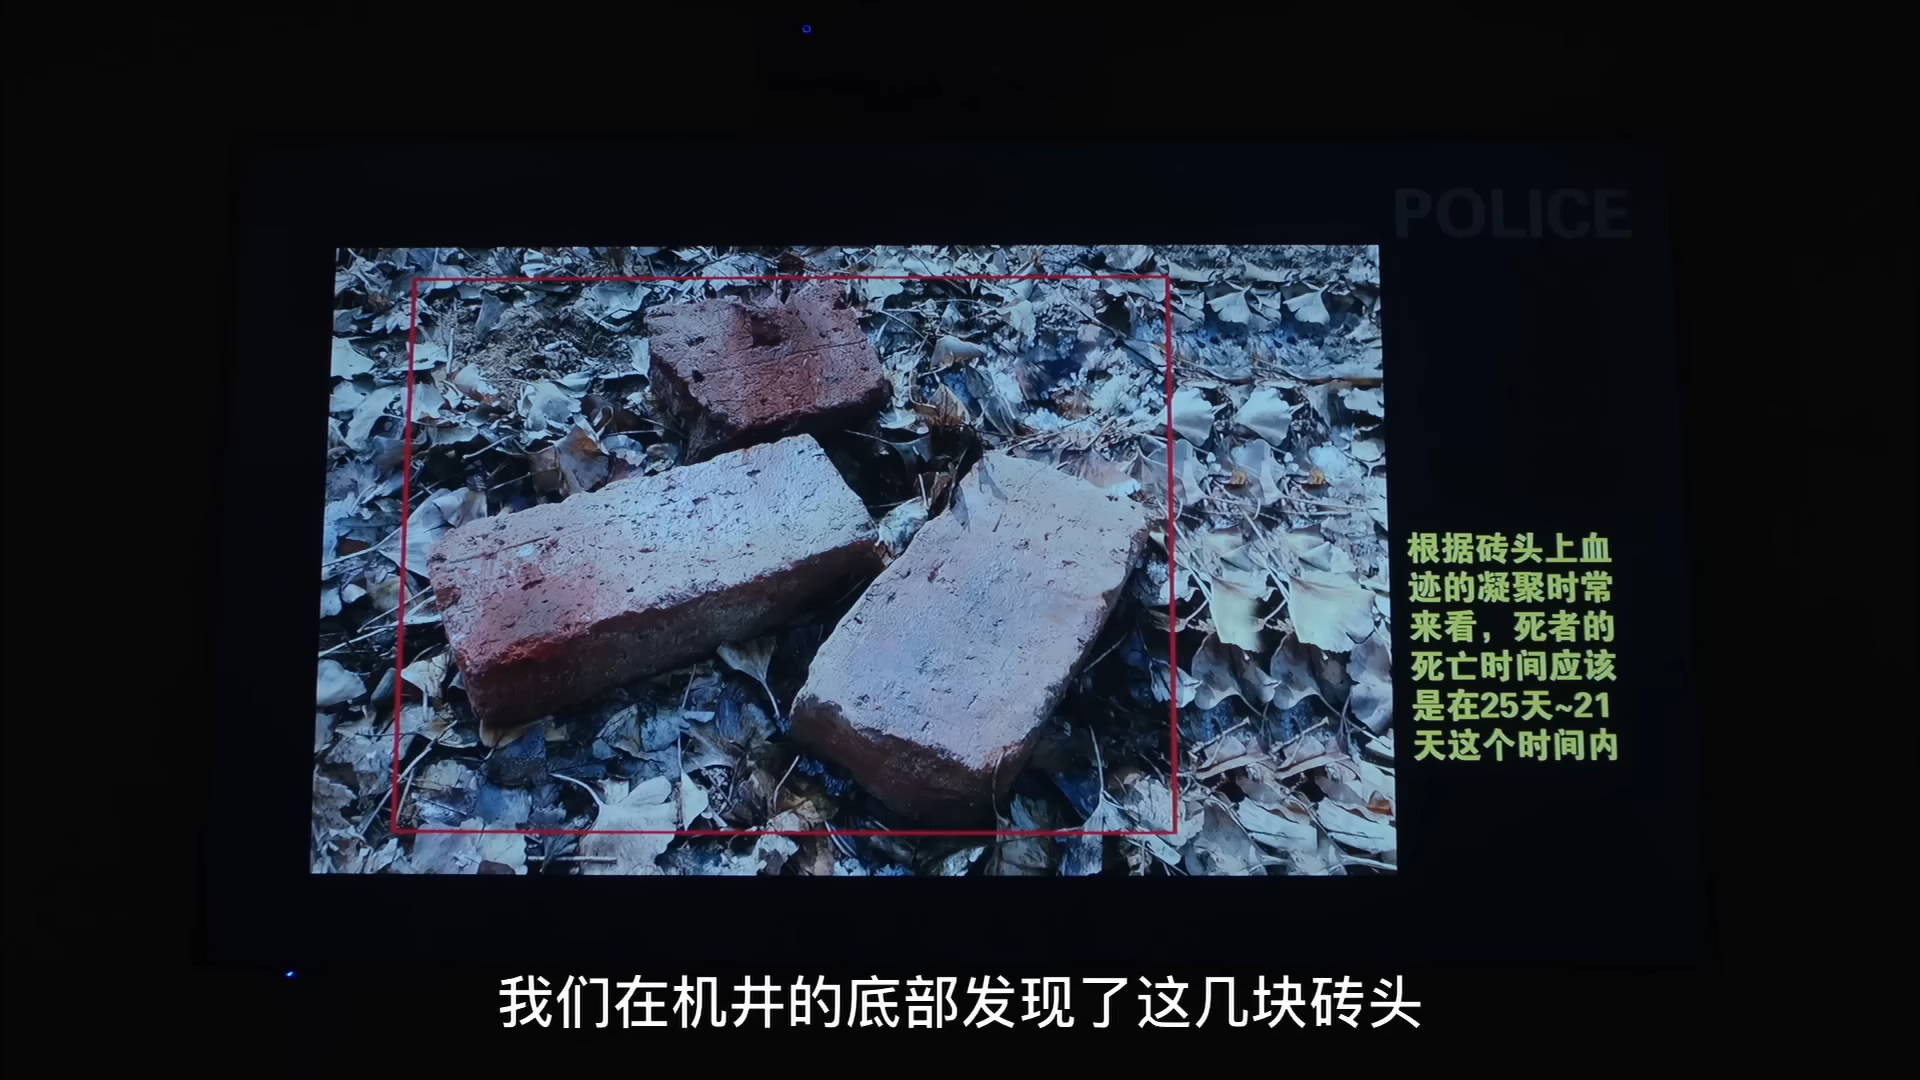 POLICE
根据砖头上血
迹的凝聚时常
来看，死者的
死亡时间应该
是在25天~21
天这个时间内
我们在机井的底部发现了这几块砖头